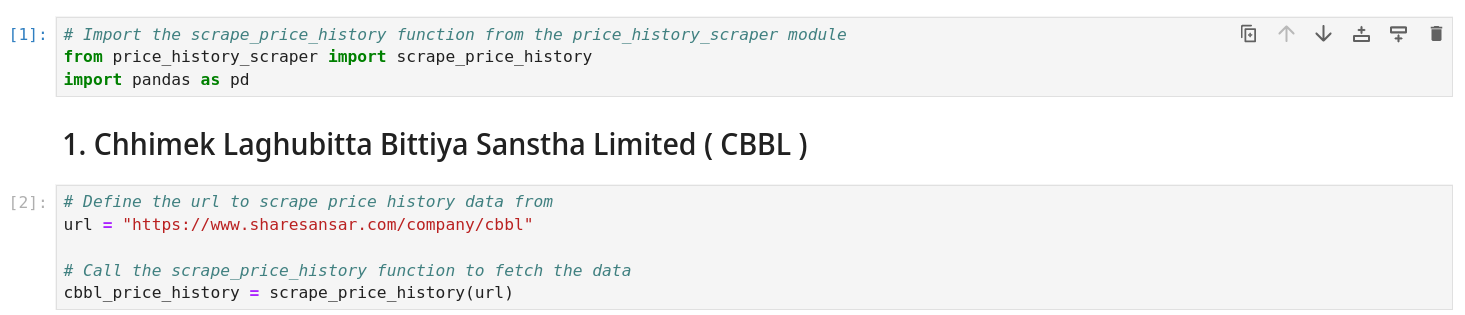 [1]: # Import the scrape_price_history function from the price_history_scraper module
from price_history_scraper import scrape_price_history
import pandas as pd
1. Chhimek Laghubitta Bittiya Sanstha Limited ( CBBL )
[2]: # Define the url to scrape price history data from
url = "https://www.sharesansar.com/company/cbbl"
# Call the scrape_price_history function to fetch the data
cbbl_price_history = scrape_price_history(url)